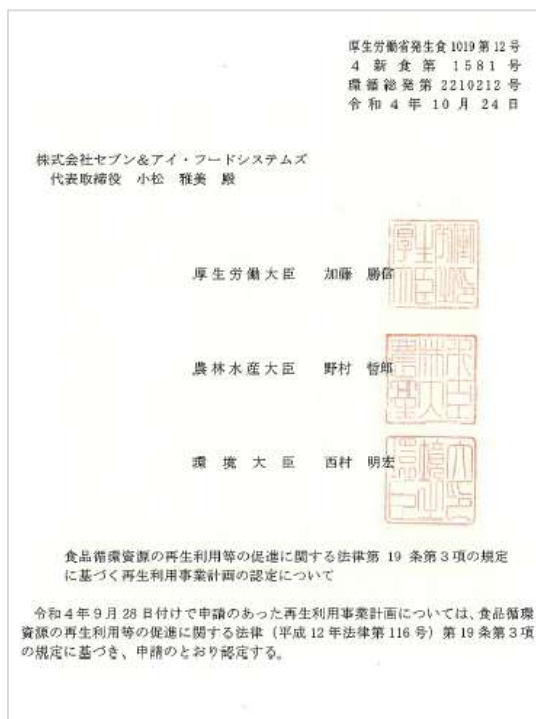 厚生労働省発生食1019第12号
4新食第1581号
環循総発第2210212号
令和4年10月24日
株式会社セブン&アイ・フードシステムズ
代表取締役 小松 雅美 殿
厚生労働大臣 加藤 勝信
農林水産大臣 野村 哲郎
環境大臣 西村 明宏
食品循環資源の再生利用等の促進に関する法律第19条第3項の規定
に基づく再生利用事業計画の認定について
令和4年9月28日付けで申請のあった再生利用事業計画については、食品循環
資源の再生利用等の促進に関する法律(平成12年法律第116号)第19条第3項
の規定に基づき、申請のとおり認定する。